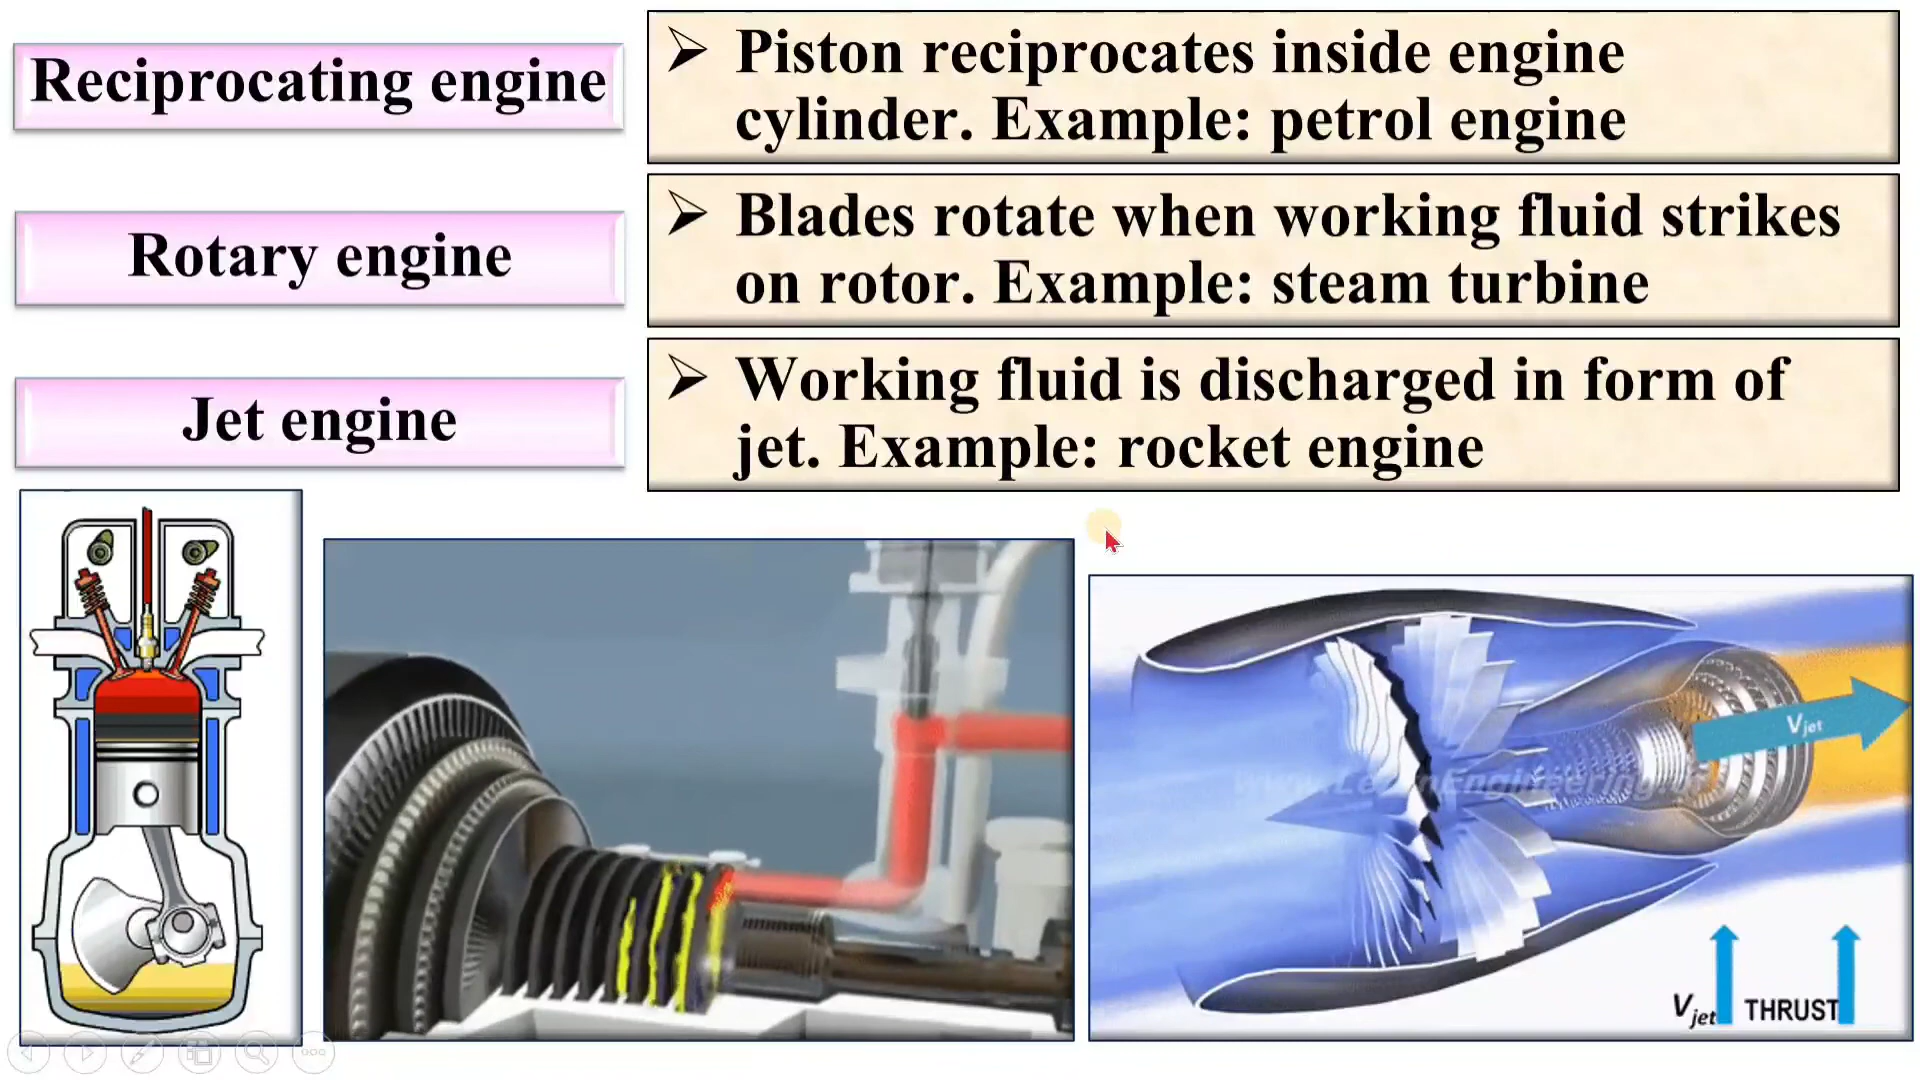 Reciprocating engine
➢ Piston reciprocates inside engine
cylinder. Example: petrol engine
Rotary engine
➢ Blades rotate when working fluid strikes
on rotor. Example: steam turbine
Jet engine
➢ Working fluid is discharged in form of
jet. Example: rocket engine
Vjet
www.LearnEngineering.
Vjet THRUST